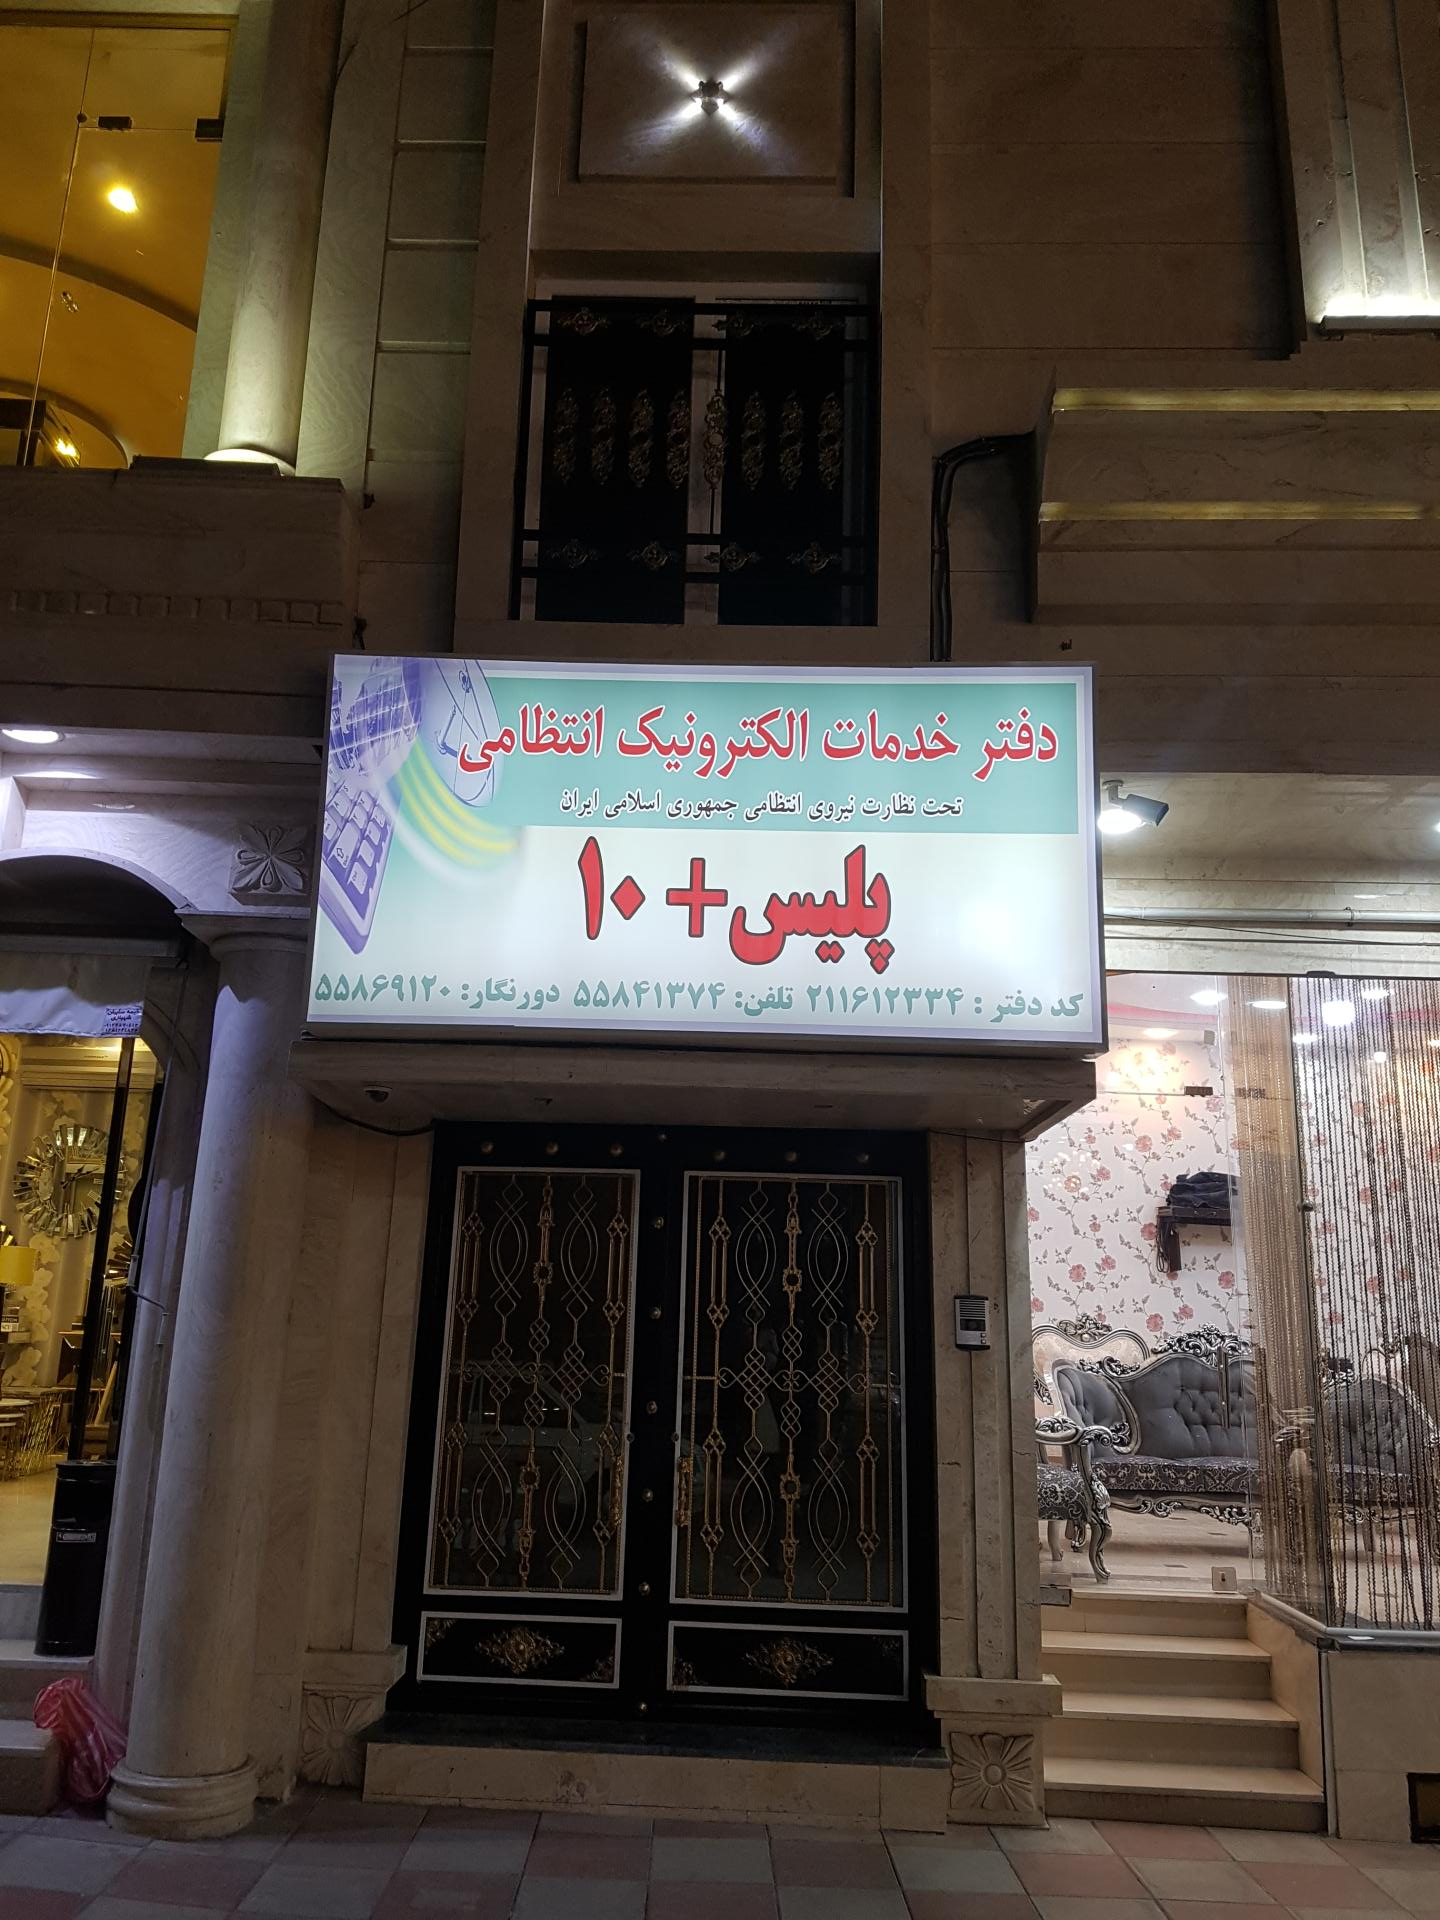 دفتر خدمات الکترونیک انتظامی
تحت نظارت نیروی انتظامی جمهوری اسلامی ایران
پلیس +۱۰
کد دفتر : ۲۱۱۶۱۲۳۳۴ تلفن: ۵۵۸۴۱۳۷۴ دورنگار: ۵۵۸۶۹۱۲۰